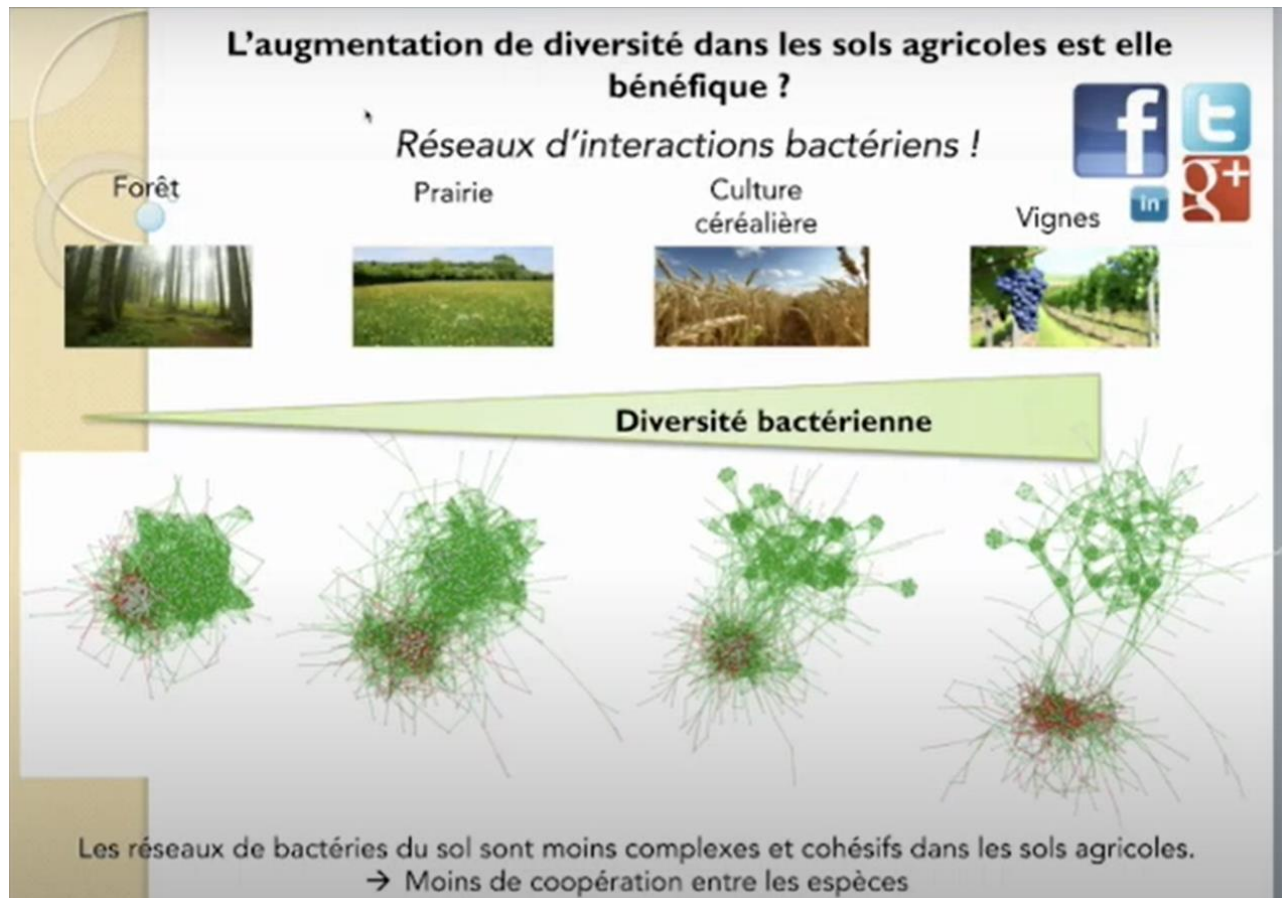 L'augmentation de diversité dans les sols agricoles est elle
bénéfique ?
Réseaux d'interactions bactériens !
f
t
g+
in
Forêt
Prairie
Culture
céréalière
Vignes
Diversité bactérienne
Les réseaux de bactéries du sol sont moins complexes et cohésifs dans les sols agricoles.
→ Moins de coopération entre les espèces